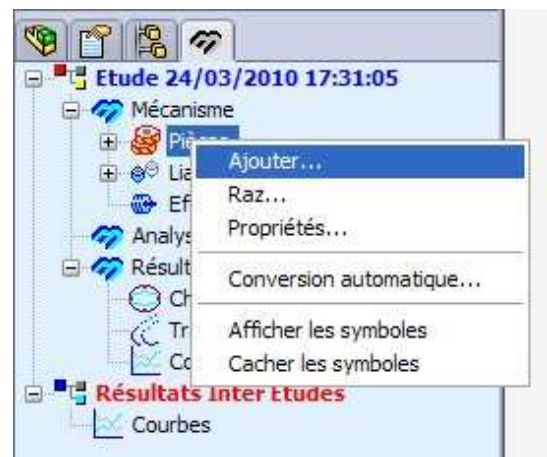 Etude 24/03/2010 17:31:05
Mécanisme
Ajouter...
Raz...
Propriétés...
Conversion automatique...
Afficher les symboles
Cacher les symboles
Résultats Inter Etudes
Courbes